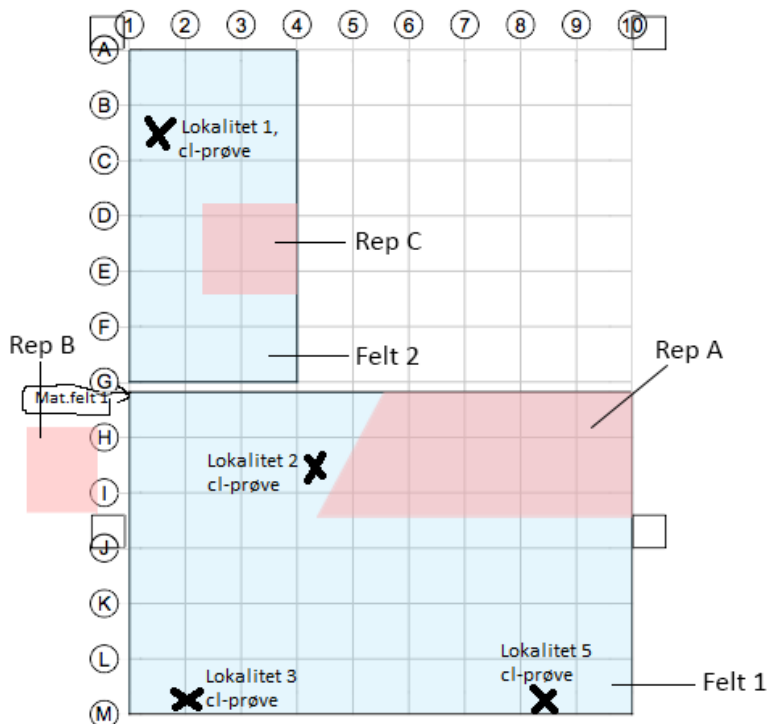 1 2 3 4 5 6 7 8 9 10
A
B
Lokalitet 1,
cl-prøve
C
D
Rep C
E
F
Rep B
Felt 2
Rep A
G
Mat.felt 1
H
Lokalitet 2
cl-prøve
I
J
K
L
Lokalitet 3
cl-prøve
Lokalitet 5
cl-prøve
Felt 1
M